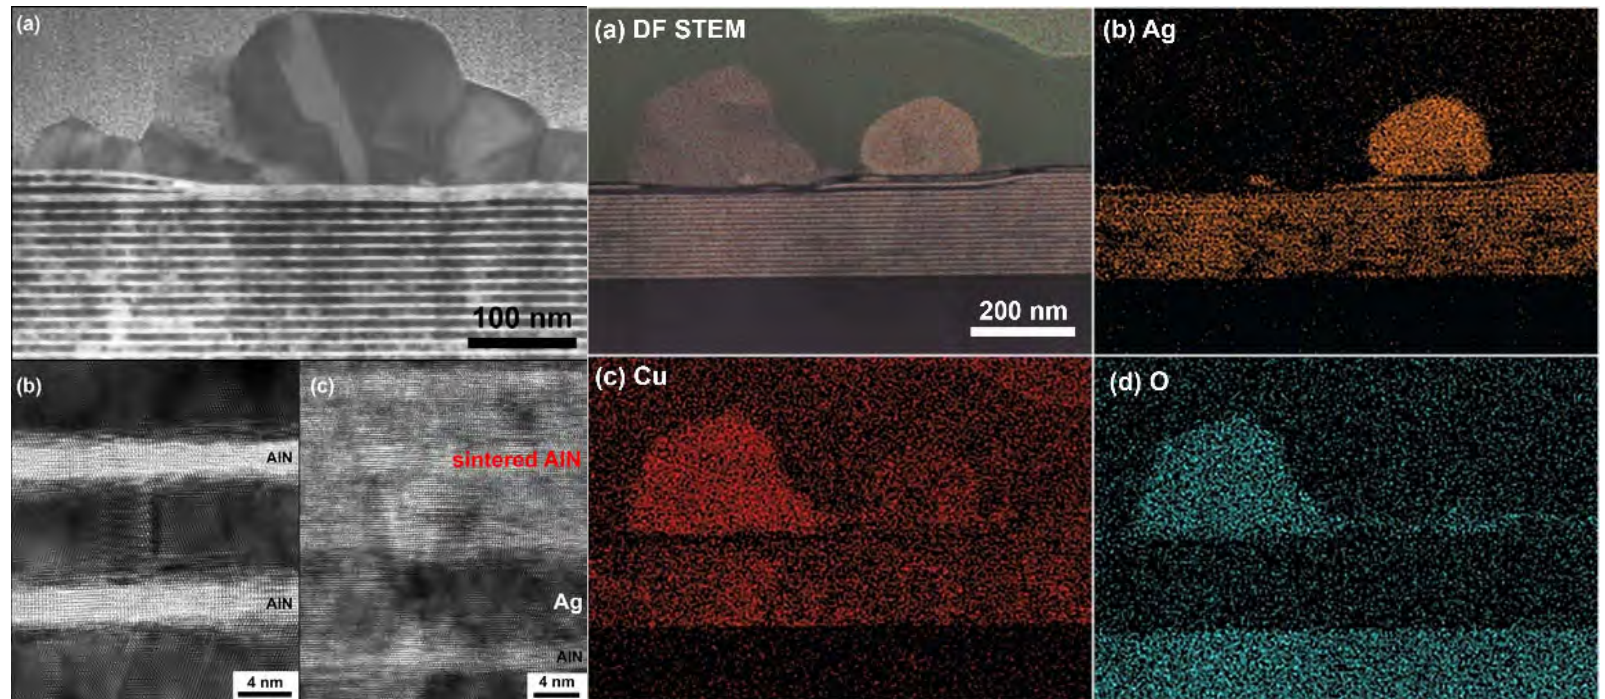 (a)
100 nm
(b)
AlN
AlN
4 nm
(c)
sintered AlN
Ag
AlN
4 nm
(a) DF STEM
200 nm
(b) Ag
(c) Cu
(d) O